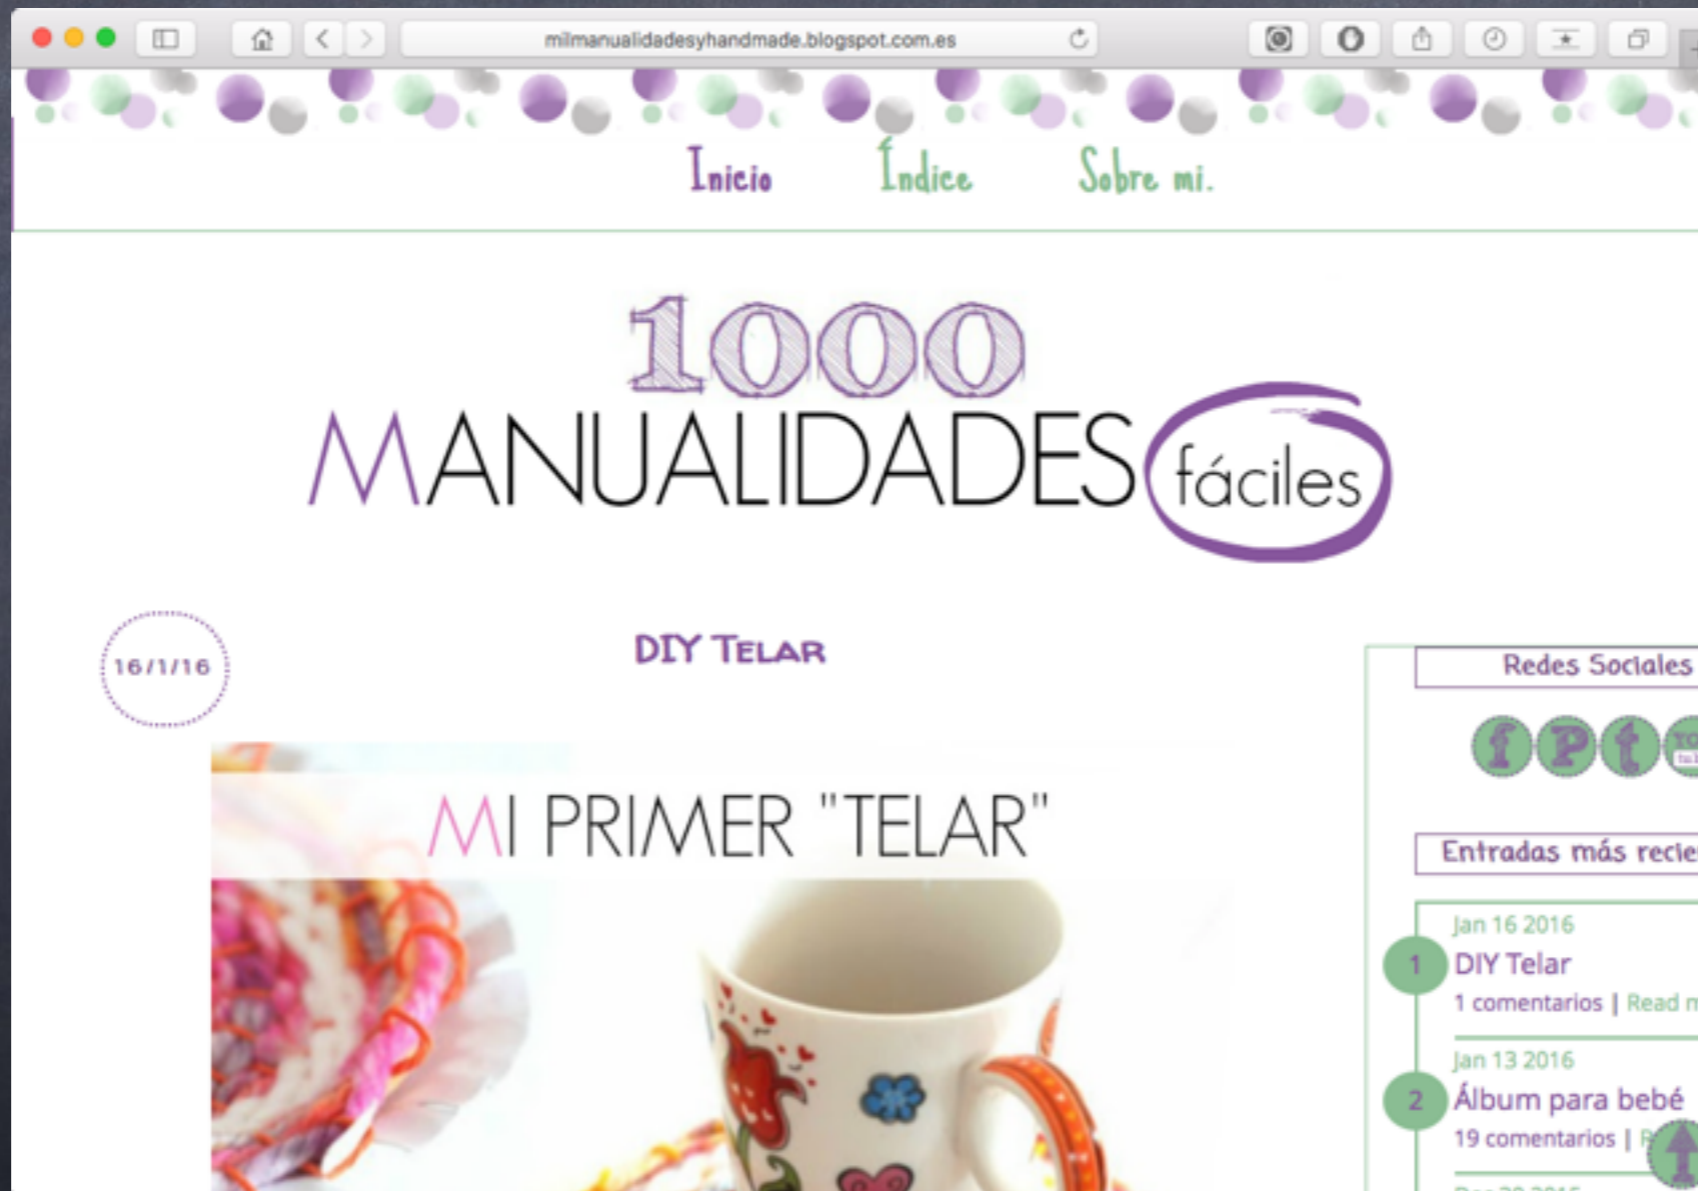 milmanualidadesyhandmade.blogspot.com.es
Inicio Índice Sobre mi.
1000
MANUALIDADES fáciles
16/1/16
DIY TELAR
MI PRIMER "TELAR"
Redes Sociales
f P t
Entradas más
Jan 16 2016
1 DIY Telar
1 comentarios | Read
Jan 13 2016
2 Álbum para bebé
19 comentarios |